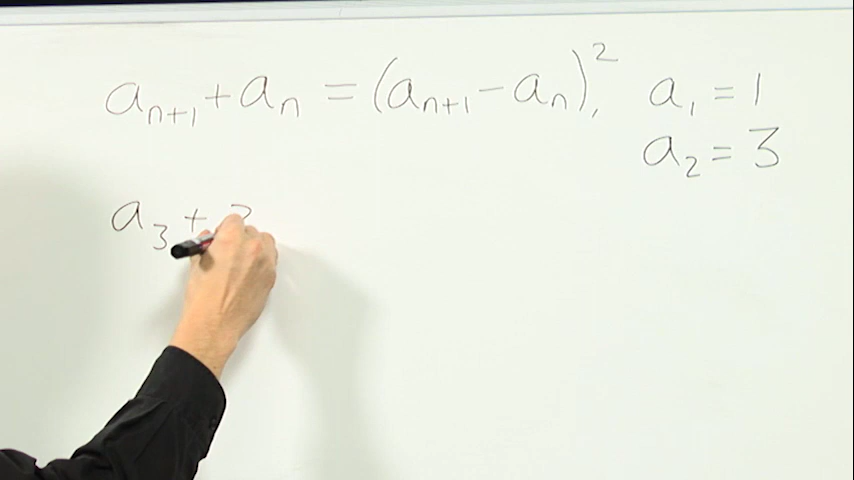 aₙ₊₁ + aₙ = (aₙ₊₁ − aₙ)², a₁ = 1
a₂ = 3
a₃ +